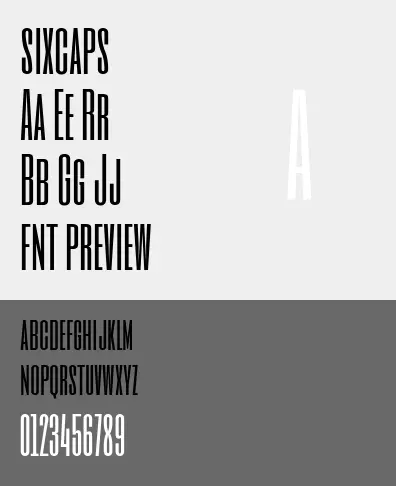 SIXCAPS
Aa Ee Rr
Bb Gg Jj
FNT PREVIEW
A
ABCDEFGHIJKLM
NOPQRSTUVWXYZ
0123456789